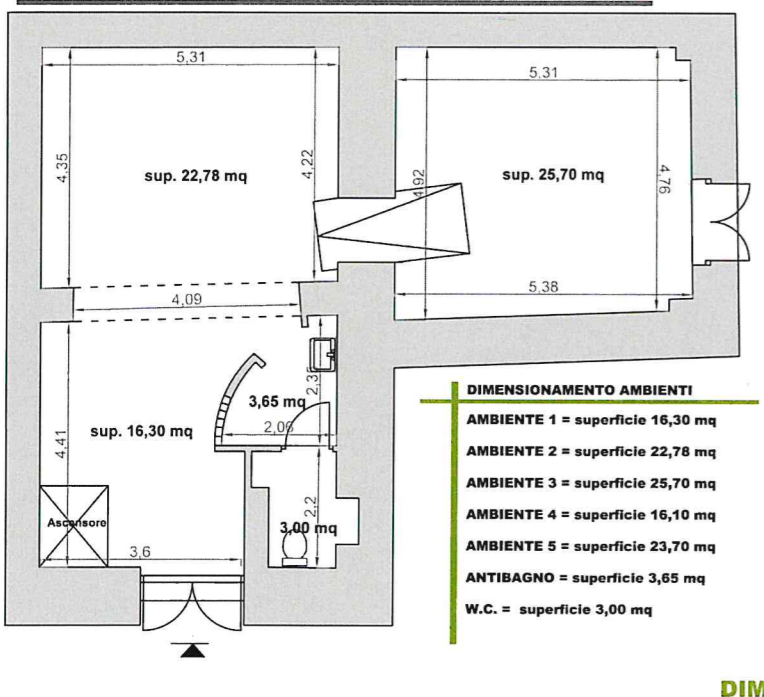 5,31
5.31
4,35
4,22
sup. 22,78 mq
4,92
sup. 25,70 mq
4,76
4,09
5,38
3,65 mq
2,06
sup. 16,30 mq
4,41
2,2
Ascensore
3,00 mq
3,6
DIMENSIONAMENTO AMBIENTI
AMBIENTE 1 = superficie 16,30 mq
AMBIENTE 2 = superficie 22,78 mq
AMBIENTE 3 = superficie 25,70 mq
AMBIENTE 4 = superficie 16,10 mq
AMBIENTE 5 = superficie 23,70 mq
ANTIBAGNO = superficie 3,65 mq
W.C. = superficie 3,00 mq
DIM